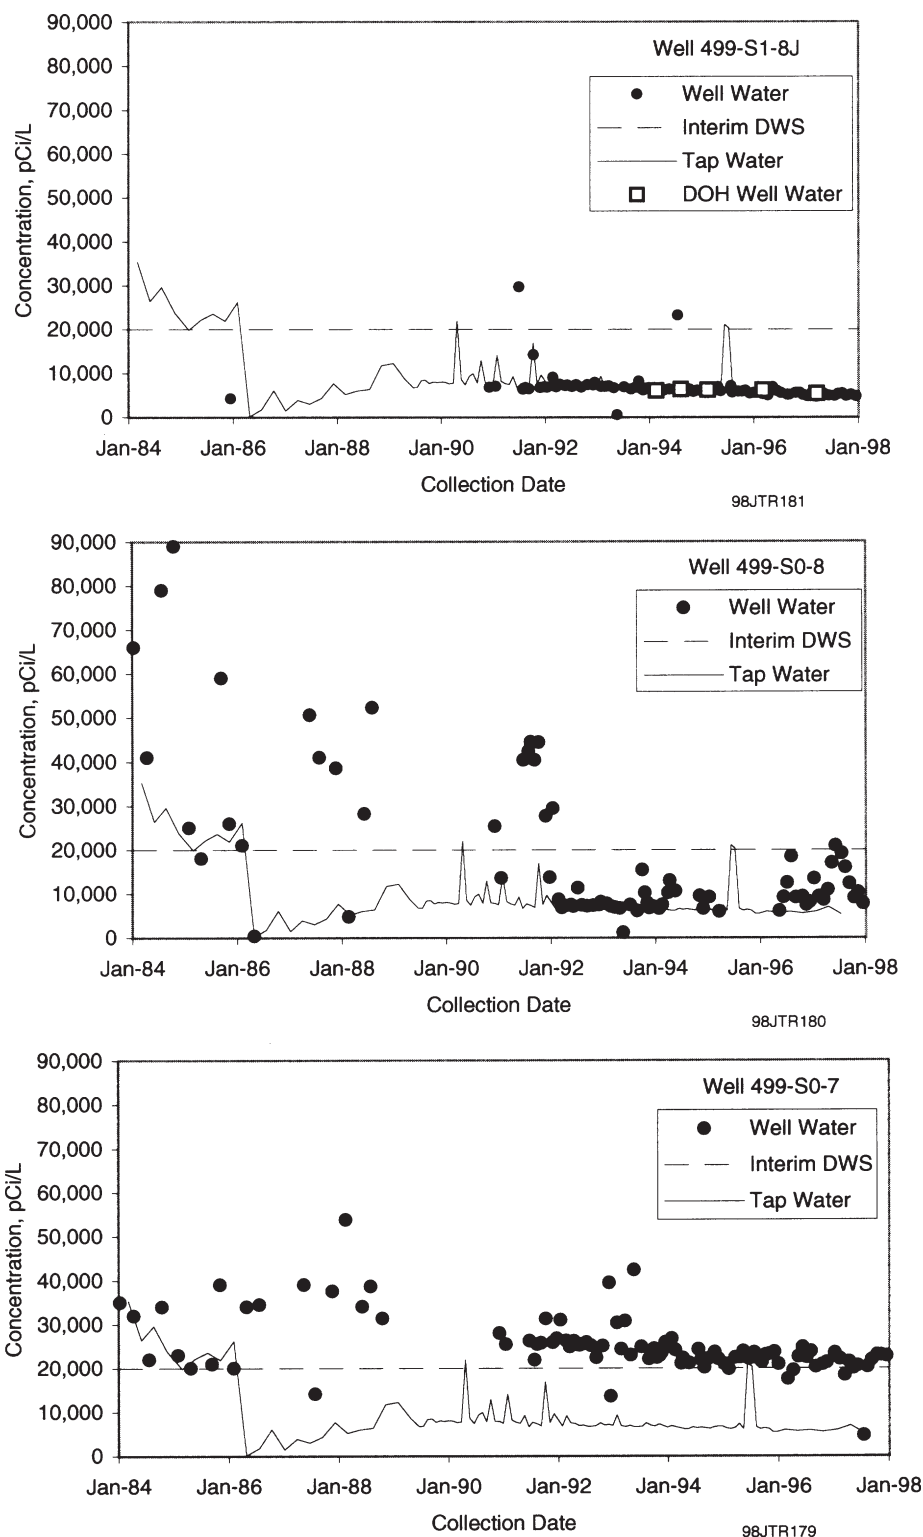 90,000
80,000
70,000
60,000
50,000
40,000
30,000
20,000
10,000
0
Concentration, pCi/L
Well 499-S1-8J
Well Water
Interim DWS
Tap Water
DOH Well Water
Jan-84 Jan-86 Jan-88 Jan-90 Jan-92 Jan-94 Jan-96 Jan-98
Collection Date
98JTR181
90,000
80,000
70,000
60,000
50,000
40,000
30,000
20,000
10,000
0
Concentration, pCi/L
Well 499-S0-8
Well Water
Interim DWS
Tap Water
Jan-84 Jan-86 Jan-88 Jan-90 Jan-92 Jan-94 Jan-96 Jan-98
Collection Date
98JTR180
90,000
80,000
70,000
60,000
50,000
40,000
30,000
20,000
10,000
0
Concentration, pCi/L
Well 499-S0-7
Well Water
Interim DWS
Tap Water
Jan-84 Jan-86 Jan-88 Jan-90 Jan-92 Jan-94 Jan-96 Jan-98
Collection Date
98JTR179